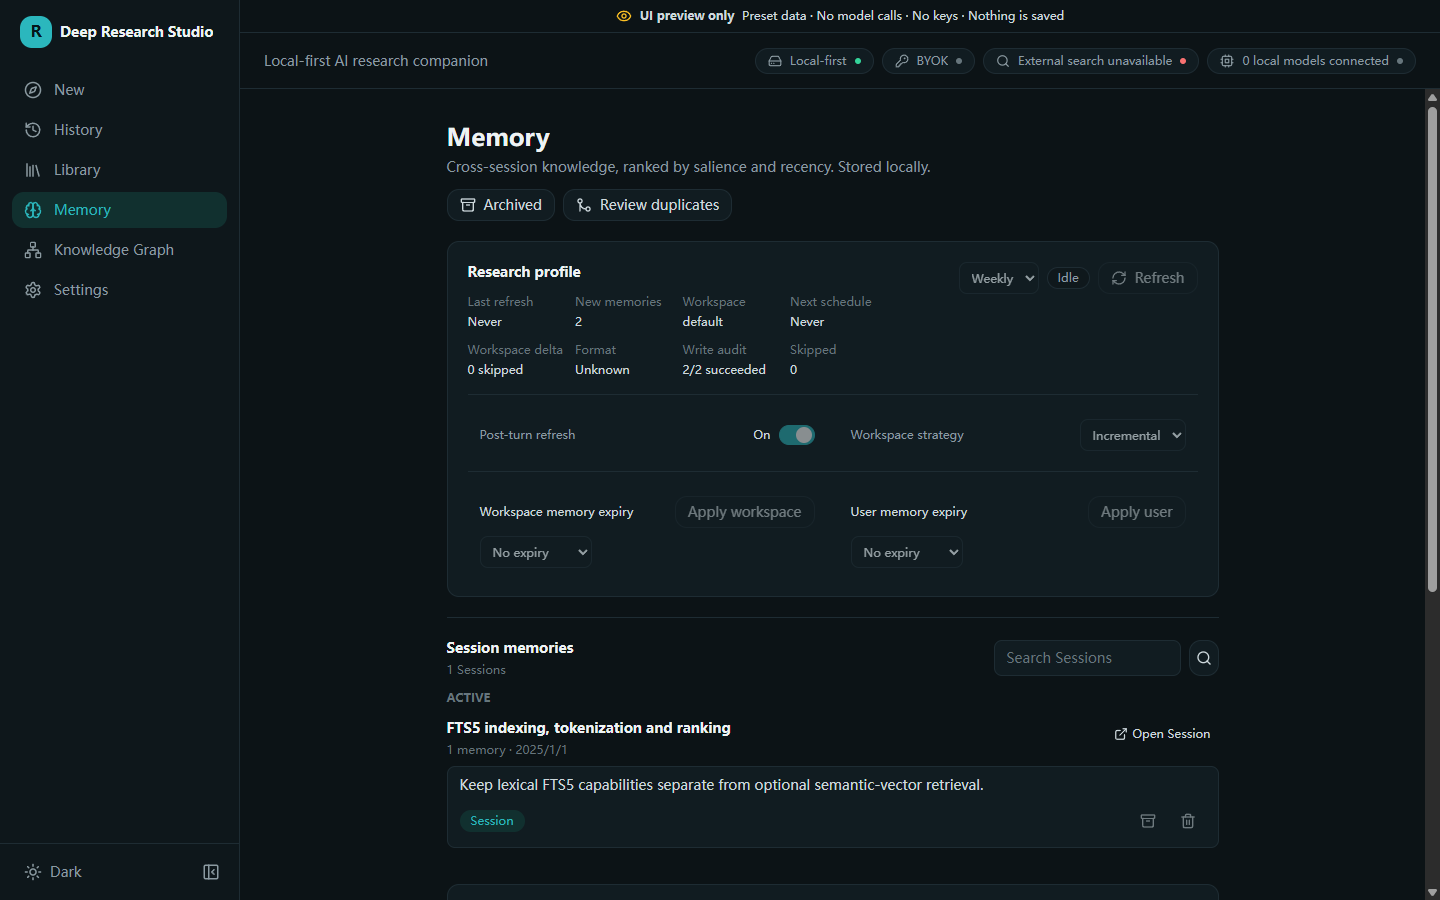 R Deep Research Studio
New
History
Library
Memory
Knowledge Graph
Settings
Dark
UI preview only Preset data · No model calls · No keys · Nothing is saved
Local-first AI research companion
Local-first
BYOK
External search unavailable
0 local models connected
Memory
Cross-session knowledge, ranked by salience and recency. Stored locally.
Archived
Review duplicates
Research profile
Weekly
Idle
Refresh
Last refresh New memories Workspace Next schedule
Never 2 default Never
Workspace delta Format Write audit Skipped
0 skipped Unknown 2/2 succeeded 0
Post-turn refresh On Workspace strategy Incremental
Workspace memory expiry Apply workspace User memory expiry Apply user
No expiry No expiry
Session memories
1 Sessions
Search Sessions
ACTIVE
FTS5 indexing, tokenization and ranking
1 memory · 2025/1/1
Open Session
Keep lexical FTS5 capabilities separate from optional semantic-vector retrieval.
Session